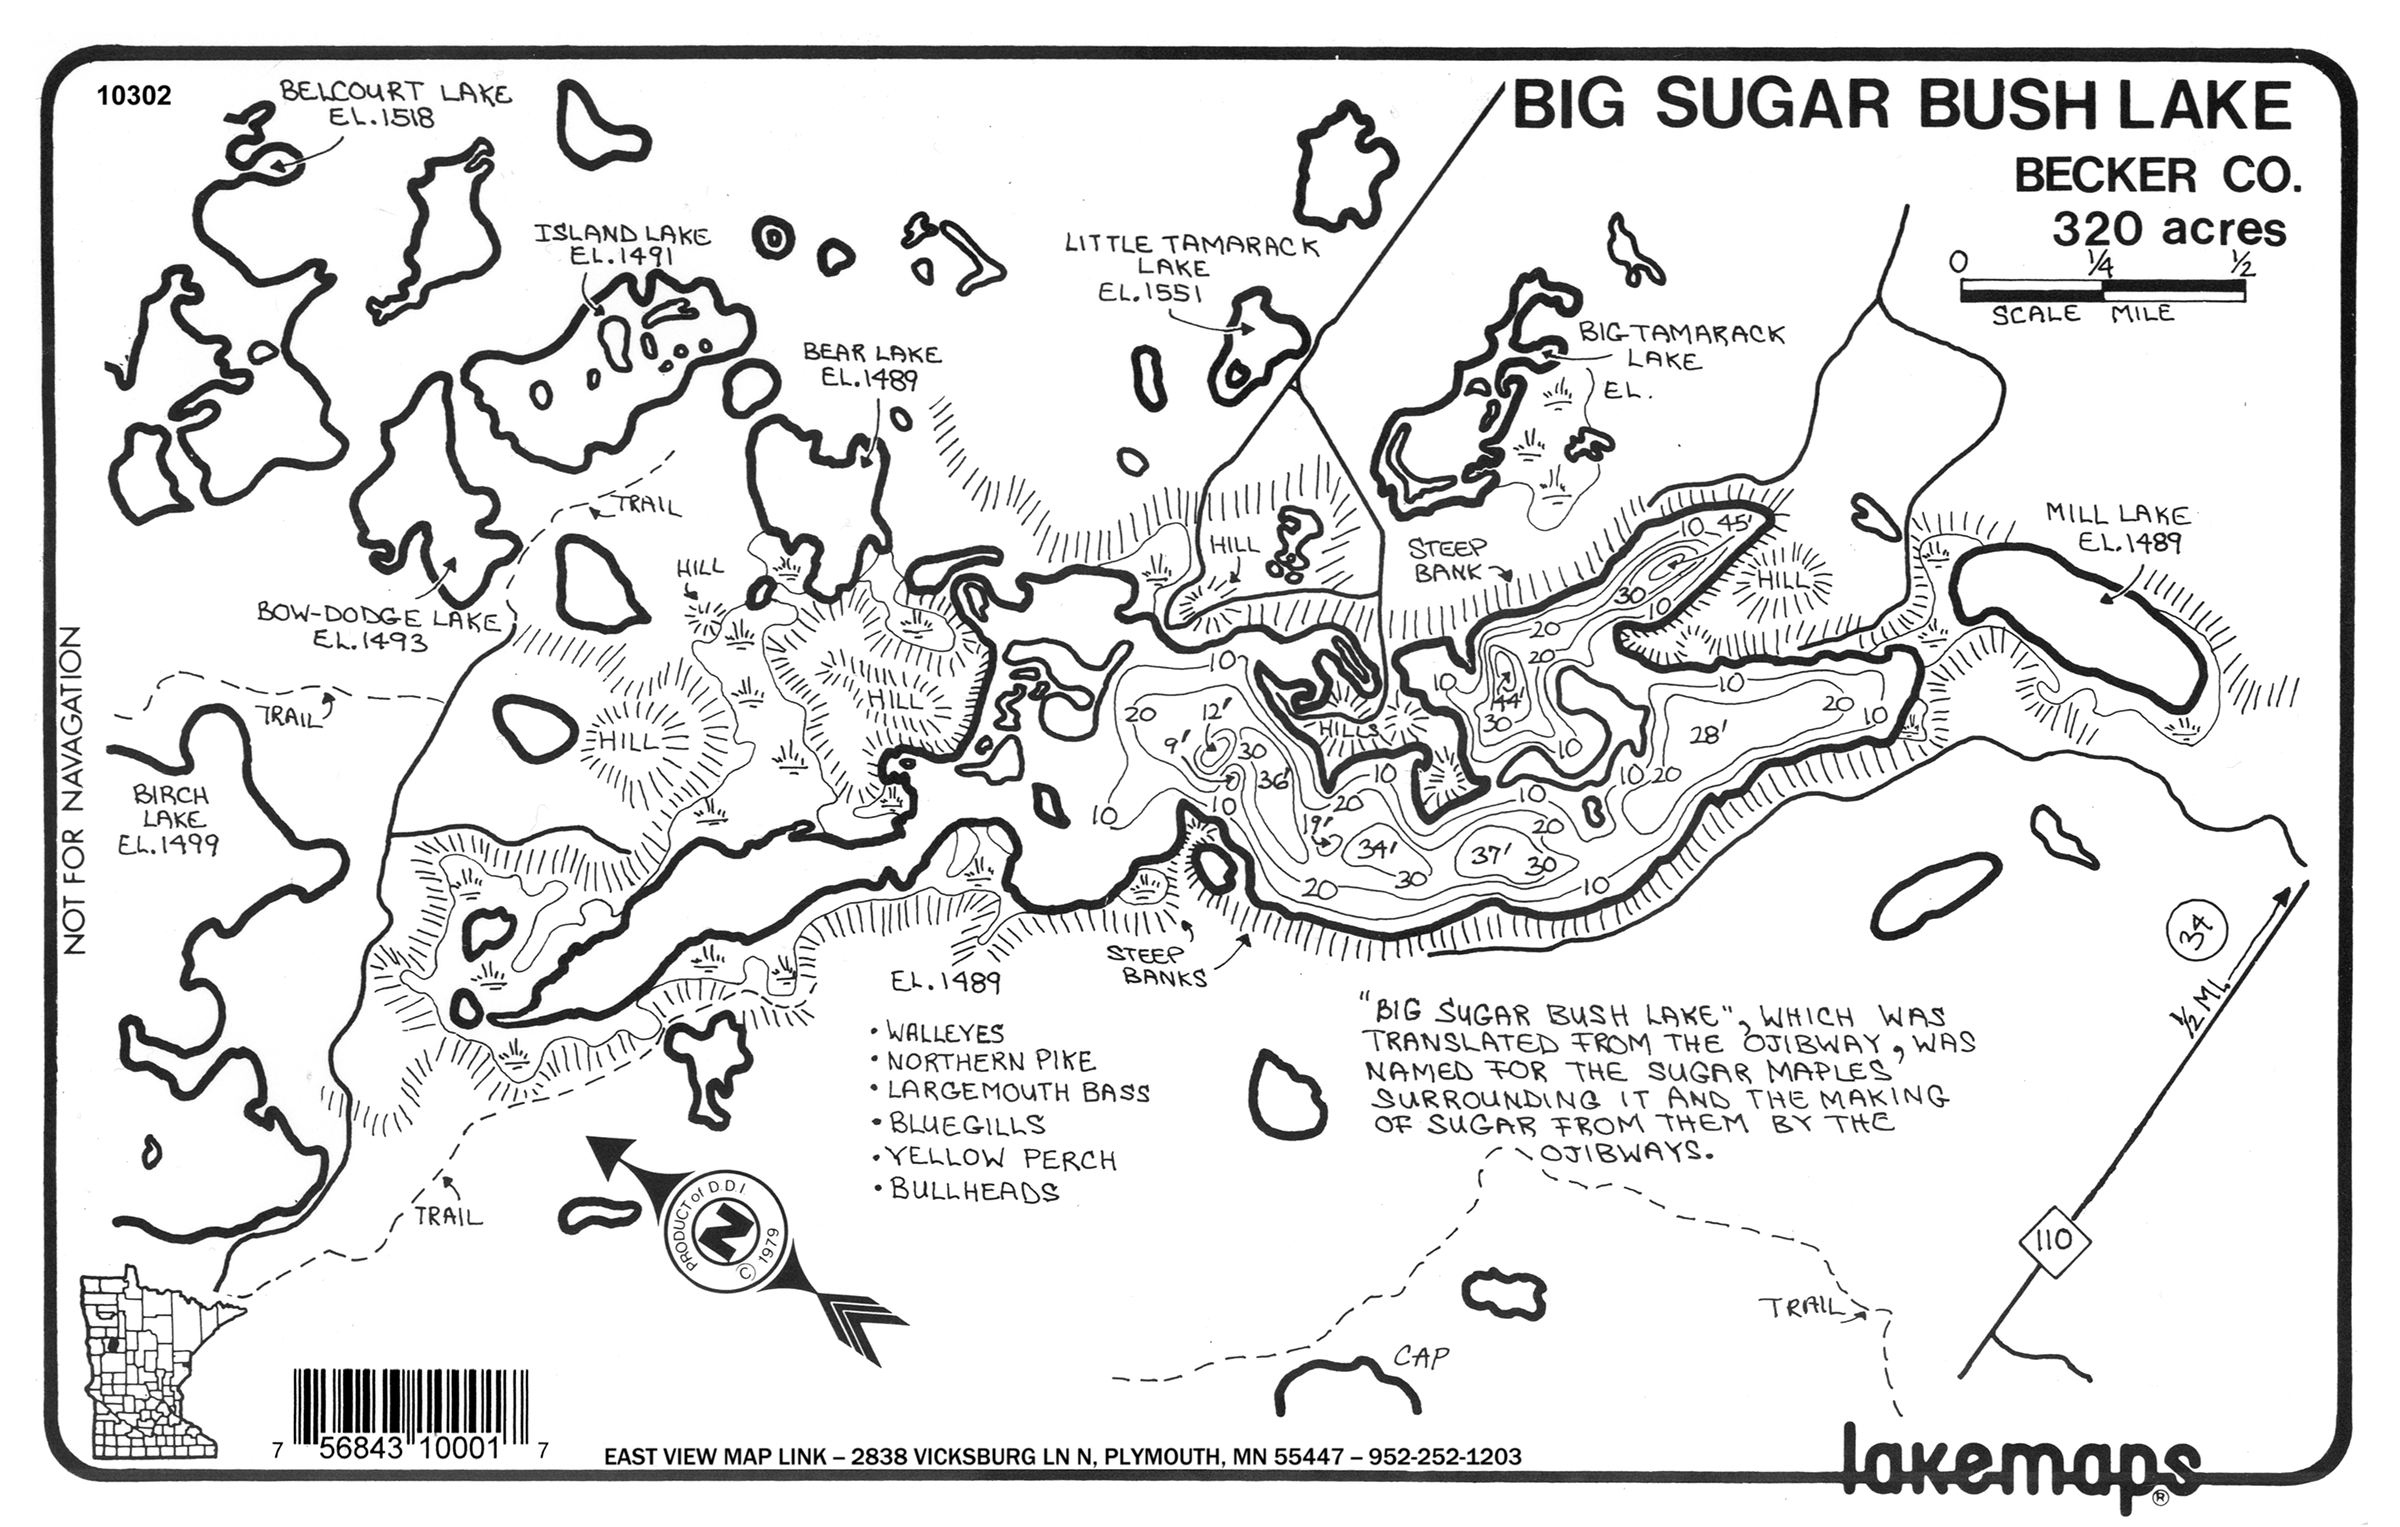 10302
BIG SUGAR BUSH LAKE
BECKER CO.
320 acres
0 1/4 1/2
SCALE MILE
BELCOURT LAKE
EL.1518
ISLAND LAKE
EL.1491
BEAR LAKE
EL.1489
LITTLE TAMARACK
LAKE
EL.1551
BIG TAMARACK
LAKE
EL.
TRAIL
HILL
HILL
STEEP
BANK
10 45'
30
10
HILL
MILL LAKE
EL.1489
BOW-DODGE LAKE
EL.1493
TRAIL
HILL
HILL
20
20
10
44'
30
10
10
20
12'
9'
30
36'
HILLS
10
20
10
28'
10
20
10
10
10
20
10
20
19'
34'
30
37'
30
20
10
BIRCH
LAKE
EL.1499
NOT FOR NAVAGATION
STEEP
BANKS
EL.1489
• WALLEYES
• NORTHERN PIKE
• LARGEMOUTH BASS
• BLUEGILLS
• YELLOW PERCH
• BULLHEADS
"BIG SUGAR BUSH LAKE", WHICH WAS
TRANSLATED FROM THE OJIBWAY, WAS
NAMED FOR THE SUGAR MAPLES
SURROUNDING IT AND THE MAKING
OF SUGAR FROM THEM BY THE
OJIBWAYS.
34
1/2 MI.
110
TRAIL
TRAIL
CAP
PRODUCT of D.D.I.
N
© 1979
7 56843 10001 7
EAST VIEW MAP LINK – 2838 VICKSBURG LN N, PLYMOUTH, MN 55447 – 952-252-1203
lakemaps®